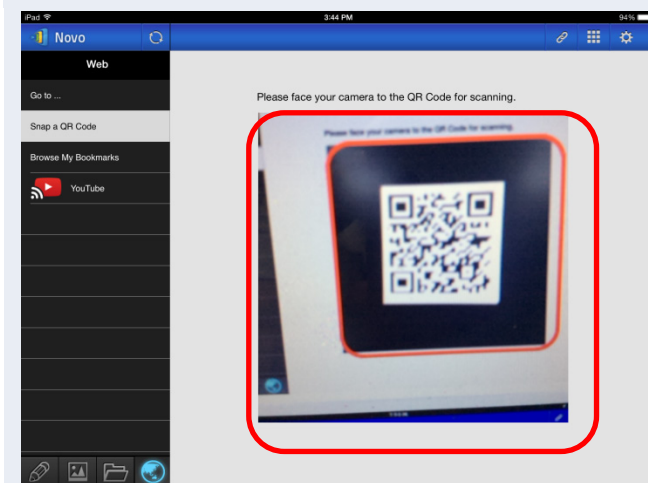 iPad
3:44 PM
94%
Novo
Web
Go to ...
Please face your camera to the QR Code for scanning.
Please face your camera to the QR Code for scanning.
Snap a QR Code
Browse My Bookmarks
YouTube